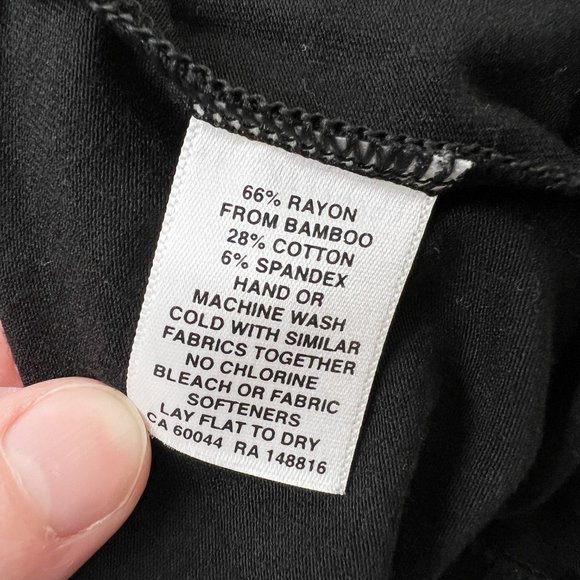 66% RAYON
FROM BAMBOO
28% COTTON
6% SPANDEX
HAND OR
MACHINE WASH
COLD WITH SIMILAR
FABRICS TOGETHER
NO CHLORINE
BLEACH OR FABRIC
SOFTENERS
LAY FLAT TO DRY
CA 60044 RA 148816